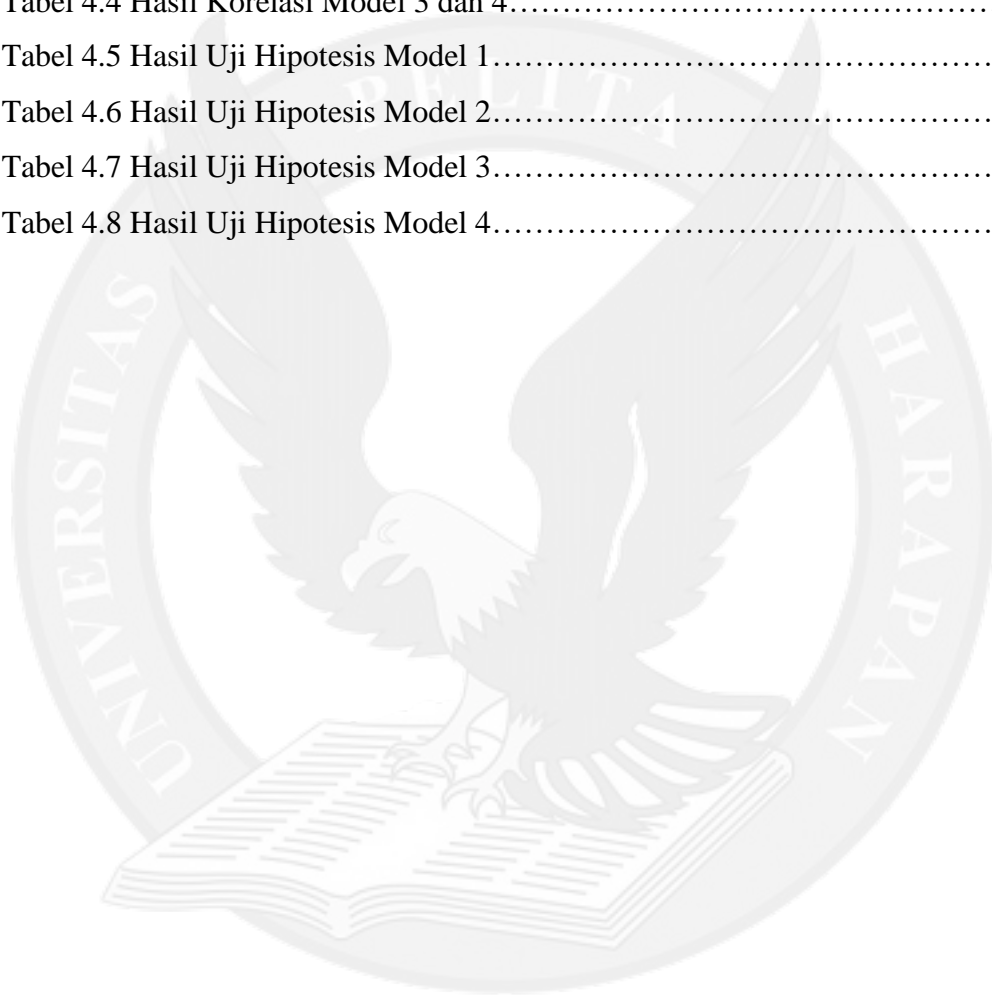 Tabel 4.4 Hasil Korelasi Model 3 dan 4……………………………………
Tabel 4.5 Hasil Uji Hipotesis Model 1……………………………………
Tabel 4.6 Hasil Uji Hipotesis Model 2……………………………………
Tabel 4.7 Hasil Uji Hipotesis Model 3……………………………………
Tabel 4.8 Hasil Uji Hipotesis Model 4……………………………………
UNIVERSITAS PELITA HARAPAN